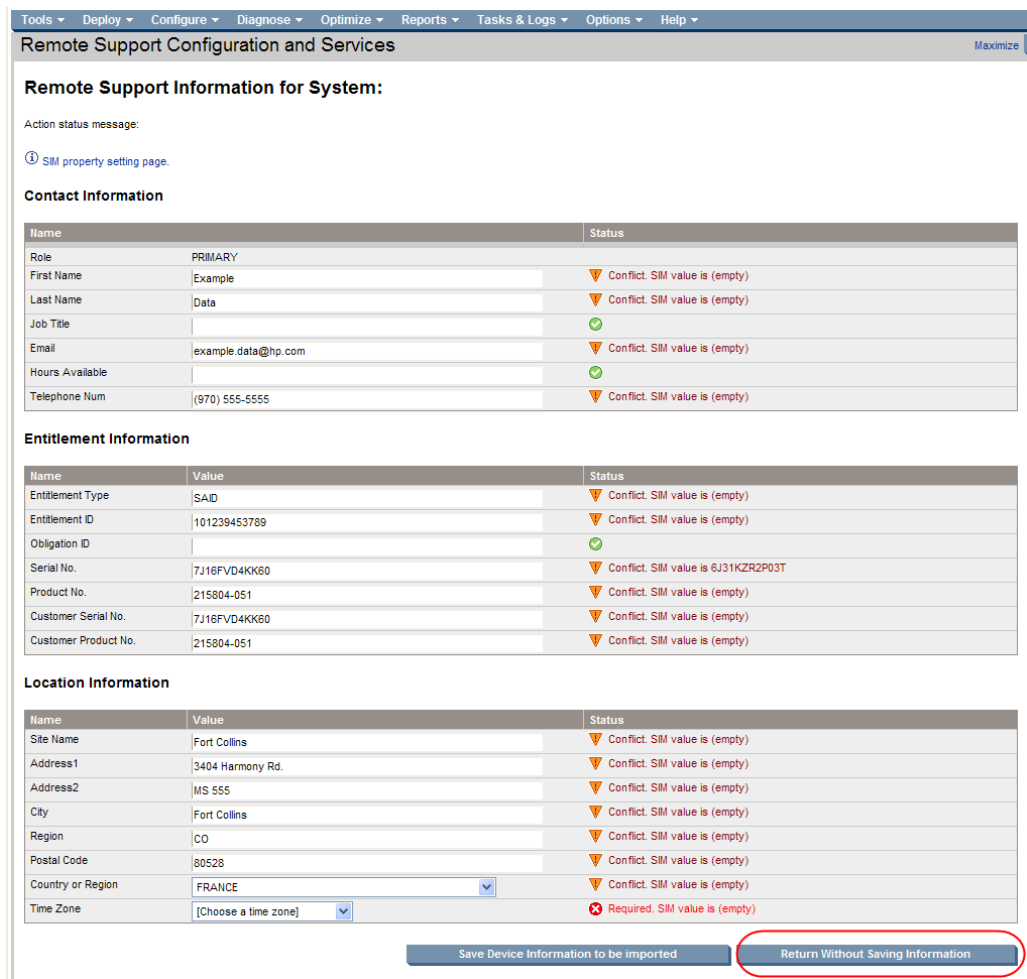 Tools Deploy Configure Diagnose Optimize Reports Tasks & Logs Options Help
Remote Support Configuration and Services Maximize
Remote Support Information for System:
Action status message:
SIM property setting page.
Contact Information
Name Status
Role PRIMARY
First Name Example Conflict. SIM value is (empty)
Last Name Data Conflict. SIM value is (empty)
Job Title
Email example.data@hp.com Conflict. SIM value is (empty)
Hours Available
Telephone Num (970) 555-5555 Conflict. SIM value is (empty)
Entitlement Information
Name Value Status
Entitlement Type SAID Conflict. SIM value is (empty)
Entitlement ID 101239453789 Conflict. SIM value is (empty)
Obligation ID
Serial No. 7J16FVD4KK60 Conflict. SIM value is 6J31KZR2P03T
Product No. 215804-051 Conflict. SIM value is (empty)
Customer Serial No. 7J16FVD4KK60 Conflict. SIM value is (empty)
Customer Product No. 215804-051 Conflict. SIM value is (empty)
Location Information
Name Value Status
Site Name Fort Collins Conflict. SIM value is (empty)
Address1 3404 Harmony Rd. Conflict. SIM value is (empty)
Address2 MS 555 Conflict. SIM value is (empty)
City Fort Collins Conflict. SIM value is (empty)
Region CO Conflict. SIM value is (empty)
Postal Code 80528 Conflict. SIM value is (empty)
Country or Region FRANCE Conflict. SIM value is (empty)
Time Zone [Choose a time zone] Required. SIM value is (empty)
Save Device Information to be imported Return Without Saving Information